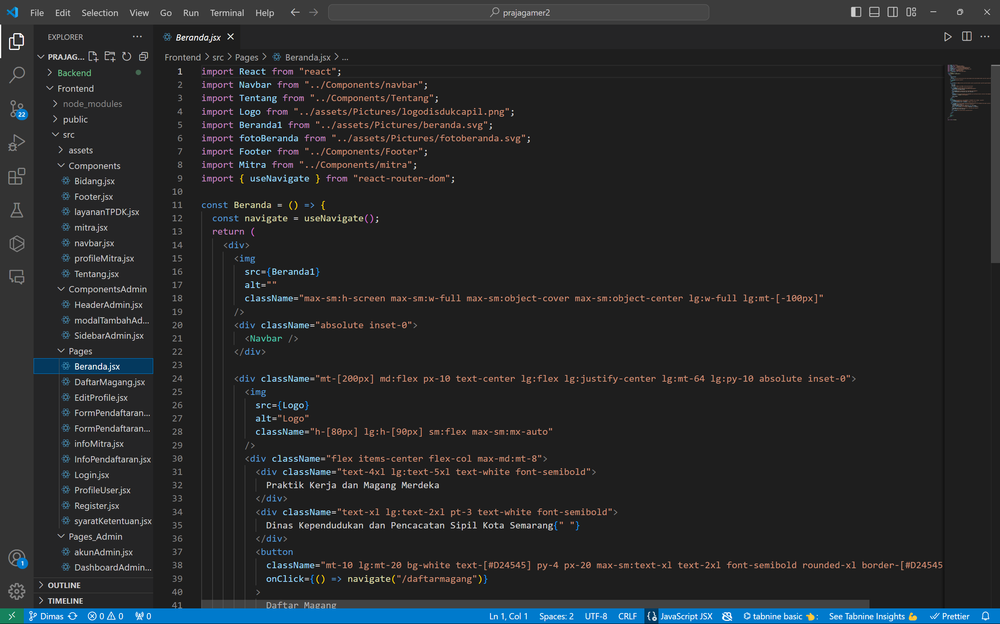 File Edit Selection View Go Run Terminal Help prajagamer2
EXPLORER
PRAJAG...
Backend
Frontend
node_modules
public
src
assets
Components
Bidang.jsx
Footer.jsx
layananTPDK.jsx
mitra.jsx
navbar.jsx
profileMitra.jsx
Tentang.jsx
ComponentsAdmin
HeaderAdmin.jsx
modalTambahAd...
SidebarAdmin.jsx
Pages
Beranda.jsx
DaftarMagang.jsx
EditProfile.jsx
FormPendaftaran...
FormPendaftaran...
infoMitra.jsx
InfoPendaftaran.jsx
Login.jsx
ProfileUser.jsx
Register.jsx
syaratKetentuan.jsx
Pages_Admin
akunAdmin.jsx
DashboardAdmin...
OUTLINE
TIMELINE
22
1
Beranda.jsx
Frontend > src > Pages > Beranda.jsx > ...
1 import React from "react";
2 import Navbar from "../Components/navbar";
3 import Tentang from "../Components/Tentang";
4 import Logo from "../assets/Pictures/logodisdukcapil.png";
5 import Beranda1 from "../assets/Pictures/beranda.svg";
6 import fotoBeranda from "../assets/Pictures/fotoberanda.svg";
7 import Footer from "../Components/Footer";
8 import Mitra from "../Components/mitra";
9 import { useNavigate } from "react-router-dom";
10
11 const Beranda = () => {
12 const navigate = useNavigate();
13 return (
14 <div>
15 <img
16 src={Beranda1}
17 alt=""
18 className="max-sm:h-screen max-sm:w-full max-sm:object-cover max-sm:object-center lg:w-full lg:mt-[-100px]"
19 />
20 <div className="absolute inset-0">
21 <Navbar />
22 </div>
23
24 <div className="mt-[200px] md:flex px-10 text-center lg:flex lg:justify-center lg:mt-64 lg:py-10 absolute inset-0">
25 <img
26 src={Logo}
27 alt="Logo"
28 className="h-[80px] lg:h-[90px] sm:flex max-sm:mx-auto"
29 />
30 <div className="flex items-center flex-col max-md:mt-8">
31 <div className="text-4xl lg:text-5xl text-white font-semibold">
32 Praktik Kerja dan Magang Merdeka
33 </div>
34 <div className="text-xl lg:text-2xl pt-3 text-white font-semibold">
35 Dinas Kependudukan dan Pencacatan Sipil Kota Semarang{" "}
36 </div>
37 <button
38 className="mt-10 lg:mt-20 bg-white text-[#D24545] py-4 px-20 max-sm:text-xl text-2xl font-semibold rounded-xl border-[#D24545
39 onClick={() => navigate("/daftarmagang")}
40 >
41 Daftar Magang
Dimas 0 0 0 Ln 1, Col 1 Spaces: 2 UTF-8 CRLF JavaScript JSX tabnine basic 👈: See Tabnine Insights 💪 Prettier